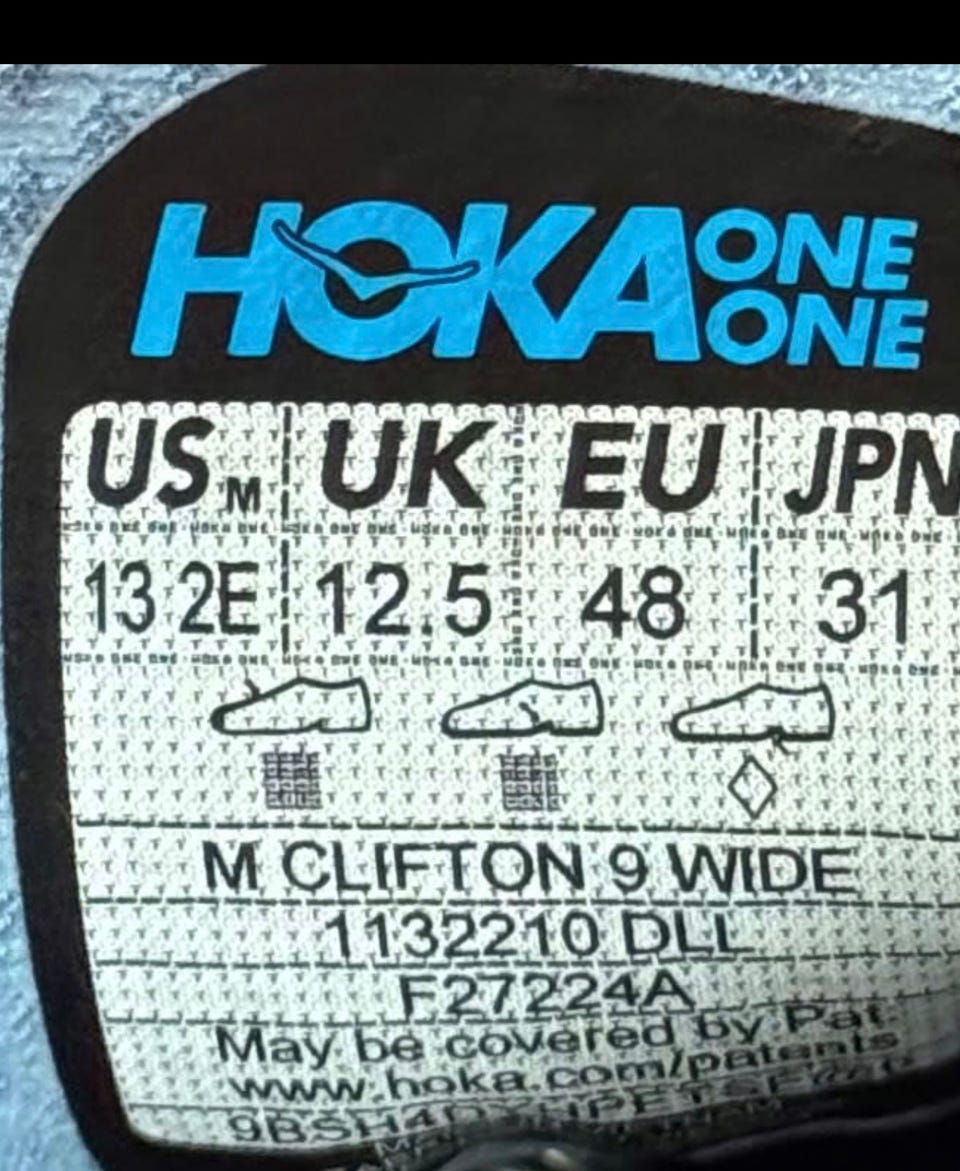 HOKA ONE ONE
US M UK EU JPN
13 2E 12.5 48 31
M CLIFTON 9 WIDE
1132210 DLL
F27224A
May be covered by Pat.
www.hoka.com/patents